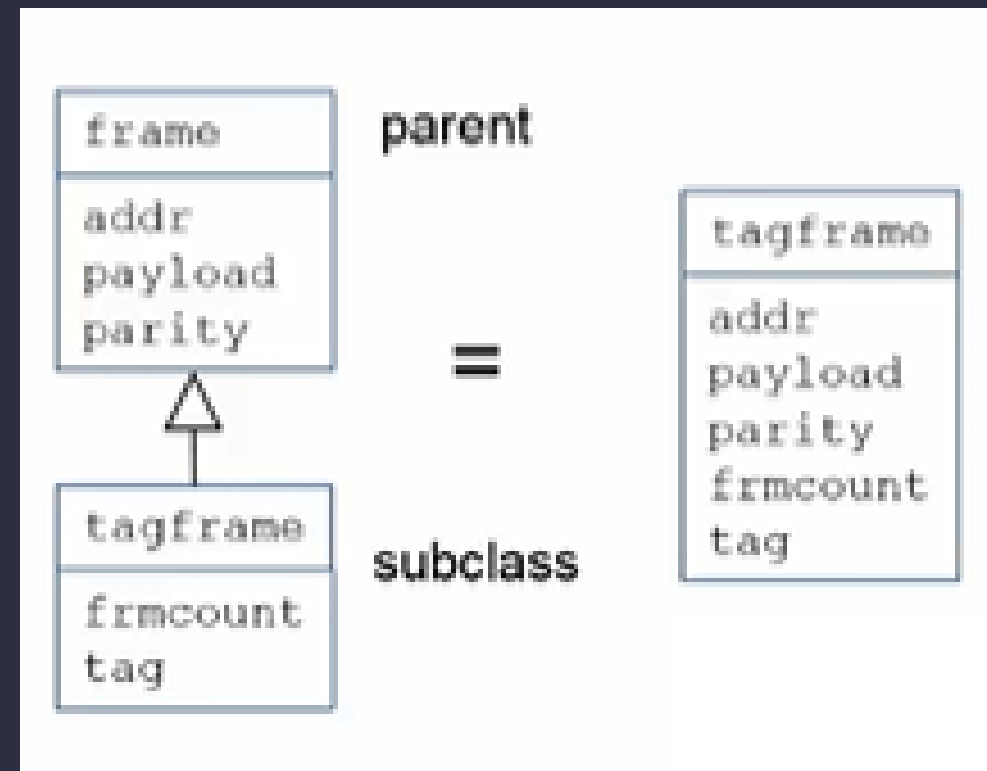 frame
addr
payload
parity
parent
=
tagframe
frmcount
tag
subclass
tagframe
addr
payload
parity
frmcount
tag